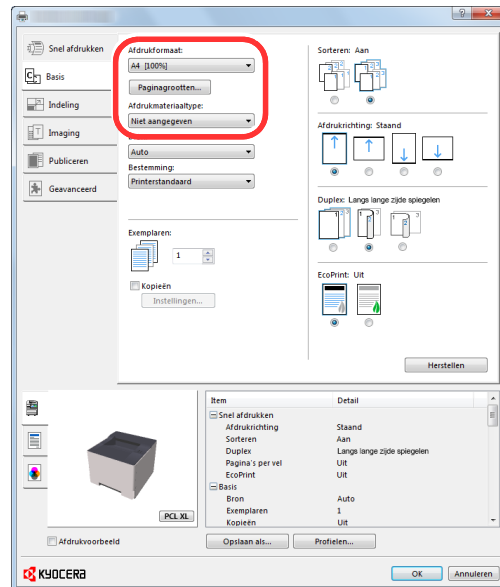 Snel afdrukken
Basis
Indeling
Imaging
Publiceren
Geavanceerd
Afdrukformaat:
A4 [100%]
Paginagrootten...
Afdrukmateriaaltype:
Niet aangegeven
Auto
Bestemming:
Printerstandaard
Exemplaren:
1
Kopieën
Instellingen...
Sorteren: Aan
Afdrukrichting: Staand
Duplex: Langs lange zijde spiegelen
EcoPrint: Uit
Herstellen
PCL XL
Afdrukvoorbeeld
Item Detail
Snel afdrukken
Afdrukrichting Staand
Sorteren Aan
Duplex Langs lange zijde spiegelen
Pagina's per vel Uit
EcoPrint Uit
Basis
Bron Auto
Exemplaren 1
Kopieën Uit
Opslaan als... Profielen...
KYOCERA
OK Annuleren